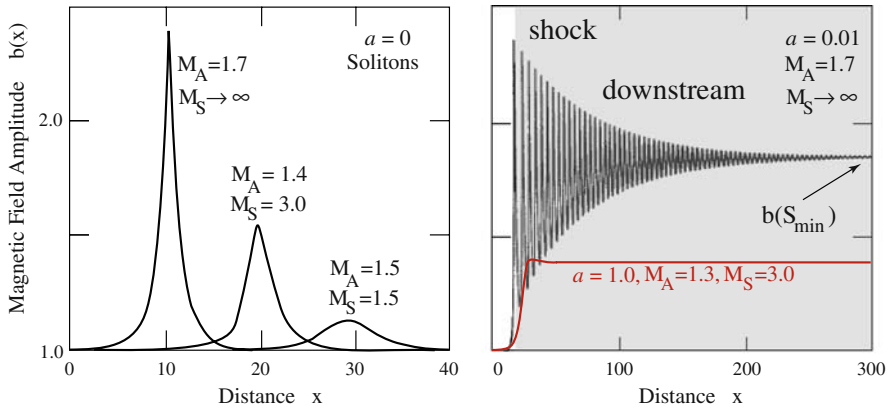 Magnetic Field Amplitude b(x)
2.0
1.0
a = 0
Solitons
M_A=1.7
M_S→ ∞
M_A= 1.4
M_S= 3.0
M_A=1.5
M_S=1.5
0 10 20 30 40
Distance x
shock
downstream
a = 0.01
M_A=1.7
M_S→ ∞
b(S_min)
a = 1.0, M_A=1.3, M_S=3.0
0 100 200 300
Distance x